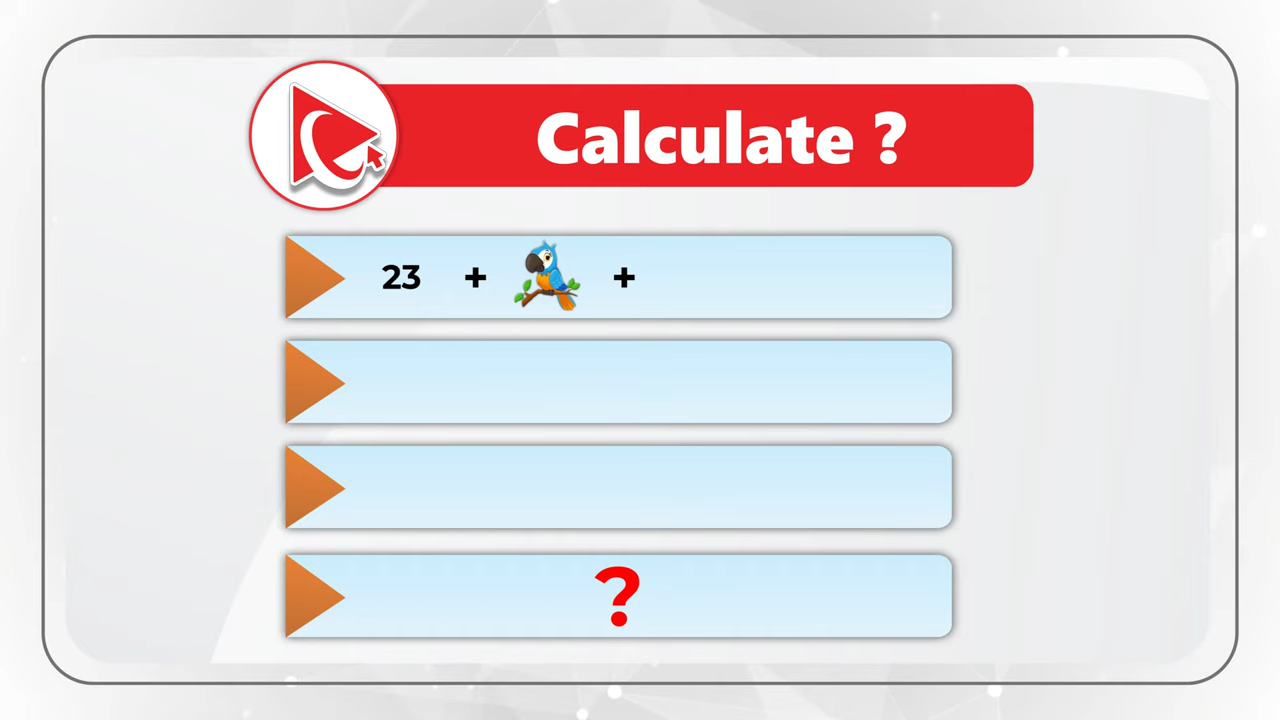 Calculate ?
23 + +
?